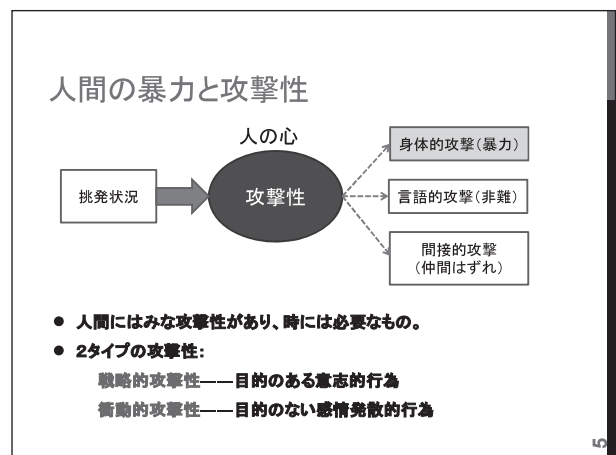 人間の暴力と攻撃性
人の心
挑発状況
攻撃性
身体的攻撃(暴力)
言語的攻撃(非難)
間接的攻撃
(仲間はずれ)
● 人間にはみな攻撃性があり、時には必要なもの。
● 2タイプの攻撃性:
戦略的攻撃性——目的のある意志的行為
衝動的攻撃性——目的のない感情発散的行為
5